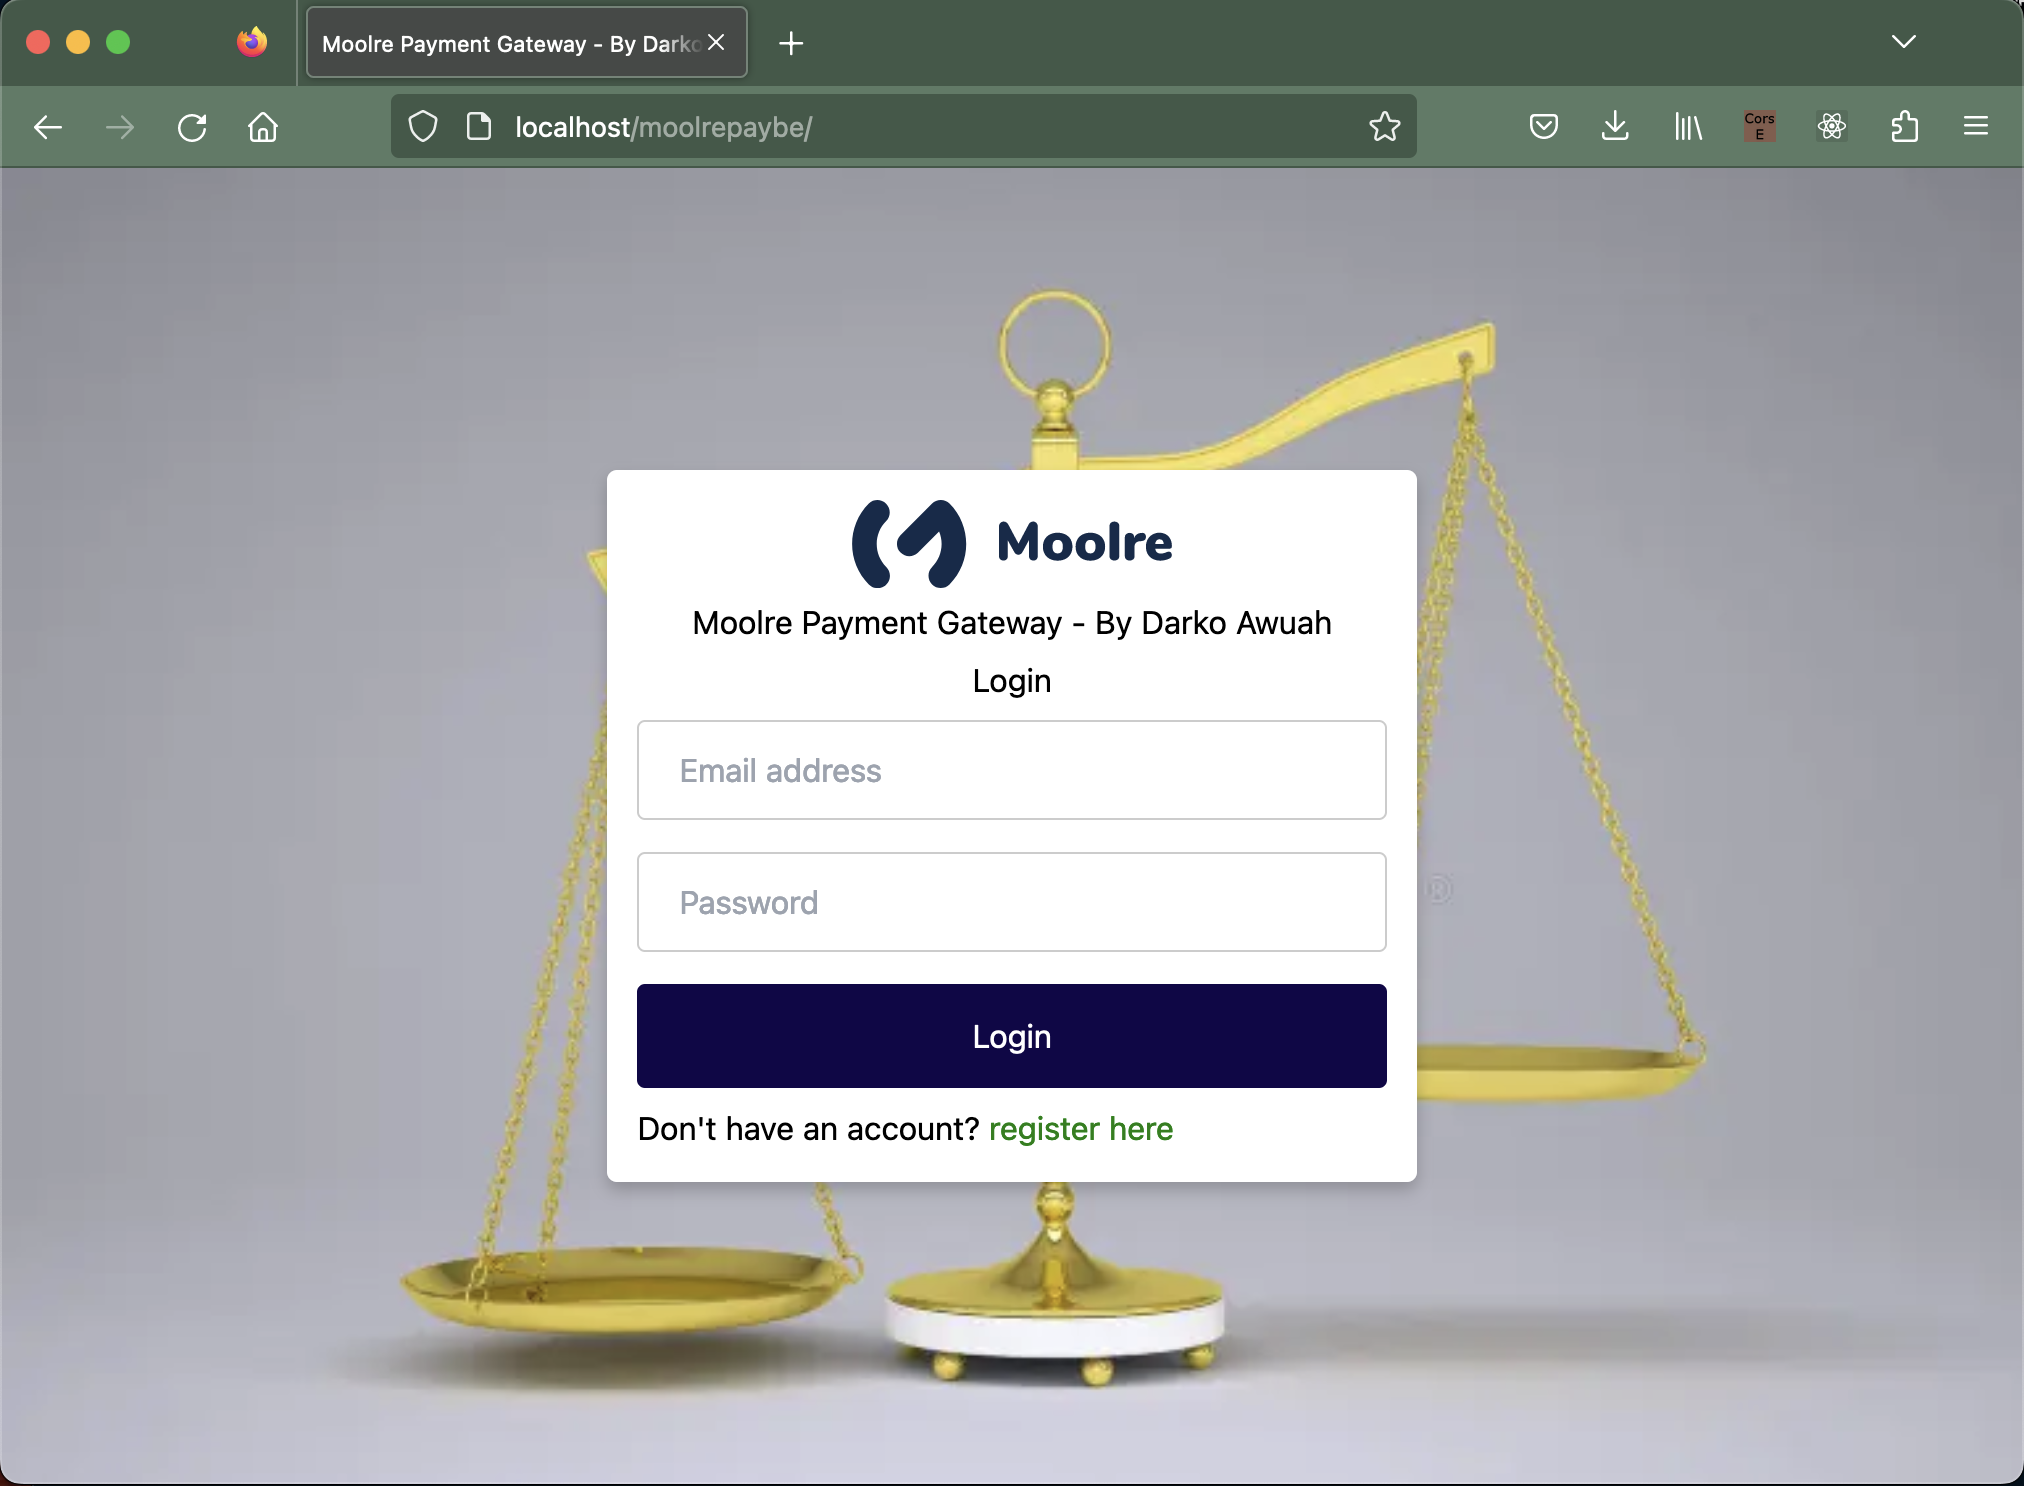 Moolre Payment Gateway - By Darko
localhost/moolrepaybe/
Cors
E
Moolre
Moolre Payment Gateway - By Darko Awuah
Login
Email address
Password
Login
Don't have an account? register here
®